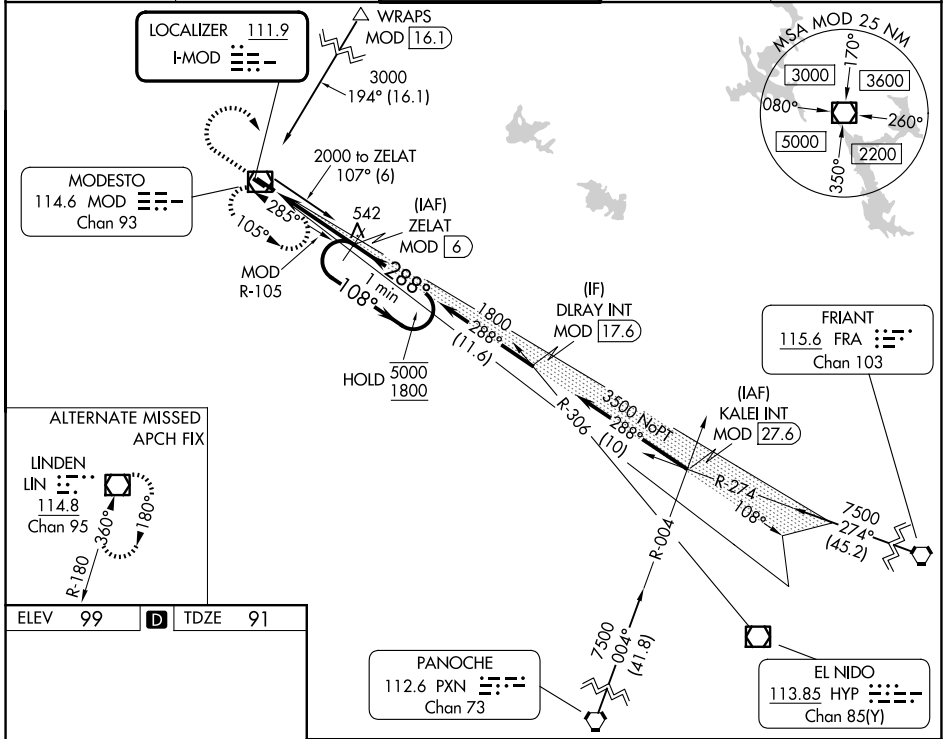 LOCALIZER 111.9
I-MOD
WRAPS
MOD 16.1
3000
194° (16.1)
MSA MOD 25 NM
170°
3000
3600
080°
260°
5000
2200
350°
2000 to ZELAT
107° (6)
MODESTO
114.6 MOD
Chan 93
285°
105°
542
(IAF)
ZELAT
MOD 6
MOD
R-105
1 min
288°
108°
1800
288°
(11.6)
(IF)
DLRAY INT
MOD 17.6
HOLD 5000
1800
FRIANT
115.6 FRA
Chan 103
3500 NoPT
288°
(10)
R-306
(IAF)
KALEI INT
MOD 27.6
R-274
108°
7500
274°
(45.2)
ALTERNATE MISSED
APCH FIX
LINDEN
LIN
114.8
Chan 95
360°
180°
R-180
R-004
7500
004°
(41.8)
ELEV 99 D TDZE 91
PANOCHE
112.6 PXN
Chan 73
EL NIDO
113.85 HYP
Chan 85(Y)